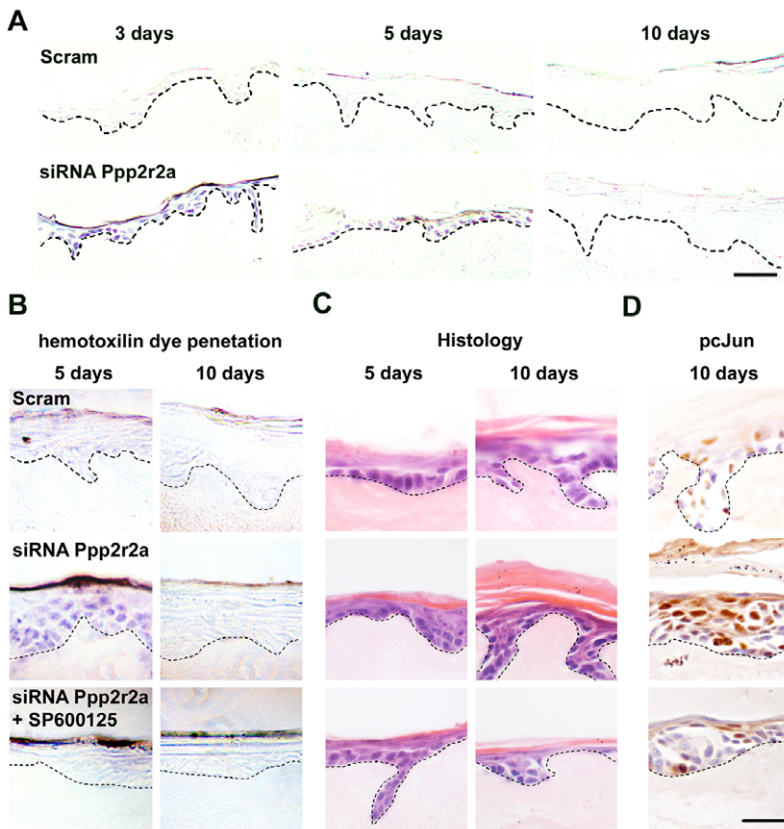 A
3 days 5 days 10 days
Scram
siRNA Ppp2r2a
B C D
hemotoxilin dye penetation Histology pcJun
5 days 10 days 5 days 10 days 10 days
Scram
siRNA Ppp2r2a
siRNA Ppp2r2a
+ SP600125